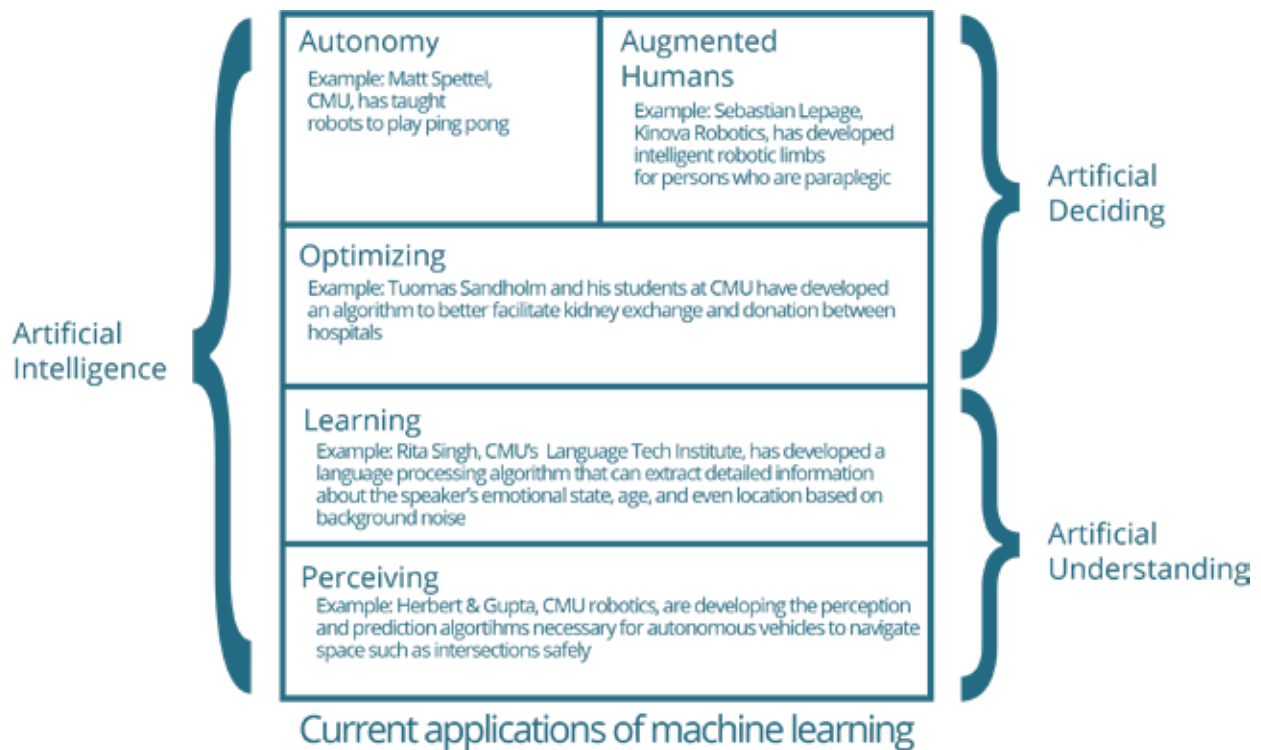 Autonomy
Example: Matt Spettel,
CMU, has taught
robots to play ping pong
Augmented
Humans
Example: Sebastian Lepage,
Kinova Robotics, has developed
intelligent robotic limbs
for persons who are paraplegic
Artificial
Deciding
Optimizing
Example: Tuomas Sandholm and his students at CMU have developed
an algorithm to better facilitate kidney exchange and donation between
hospitals
Artificial
Intelligence
Learning
Example: Rita Singh, CMU's Language Tech Institute, has developed a
language processing algorithm that can extract detailed information
about the speaker's emotional state, age, and even location based on
background noise
Artificial
Understanding
Perceiving
Example: Herbert & Gupta, CMU robotics, are developing the perception
and prediction algortihms necessary for autonomous vehicles to navigate
space such as intersections safely
Current applications of machine learning